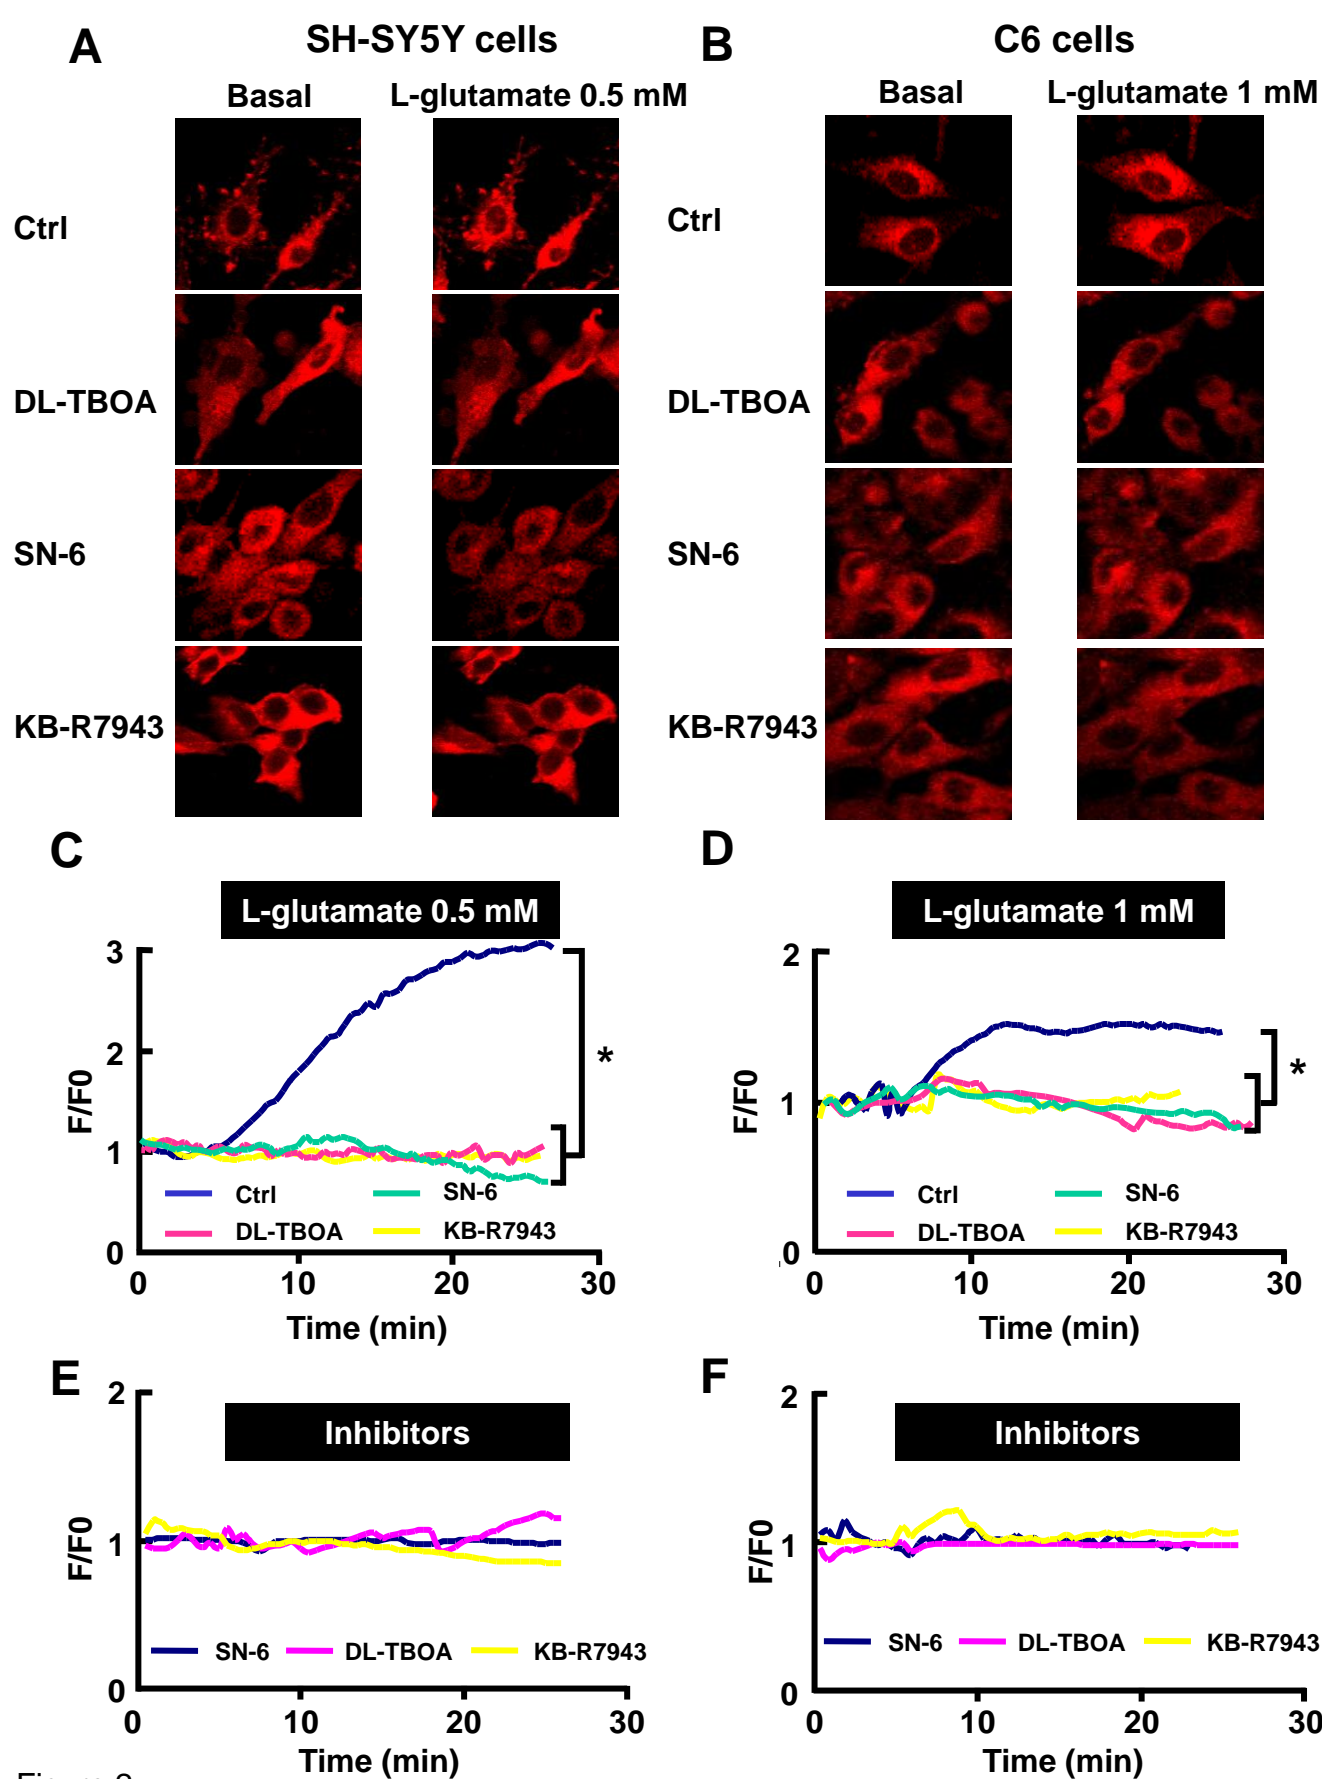 A
SH-SY5Y cells
B
C6 cells
Basal
L-glutamate 0.5 mM
Basal
L-glutamate 1 mM
Ctrl
Ctrl
DL-TBOA
DL-TBOA
SN-6
SN-6
KB-R7943
KB-R7943
C
L-glutamate 0.5 mM
3
2
1
0
F/F0
*
Ctrl
SN-6
DL-TBOA
KB-R7943
0
10
20
30
Time (min)
D
L-glutamate 1 mM
2
1
0
F/F0
*
Ctrl
SN-6
DL-TBOA
KB-R7943
0
10
20
30
Time (min)
E
Inhibitors
2
1
0
F/F0
SN-6
DL-TBOA
KB-R7943
0
10
20
30
Time (min)
F
Inhibitors
2
1
0
F/F0
SN-6
DL-TBOA
KB-R7943
0
10
20
30
Time (min)